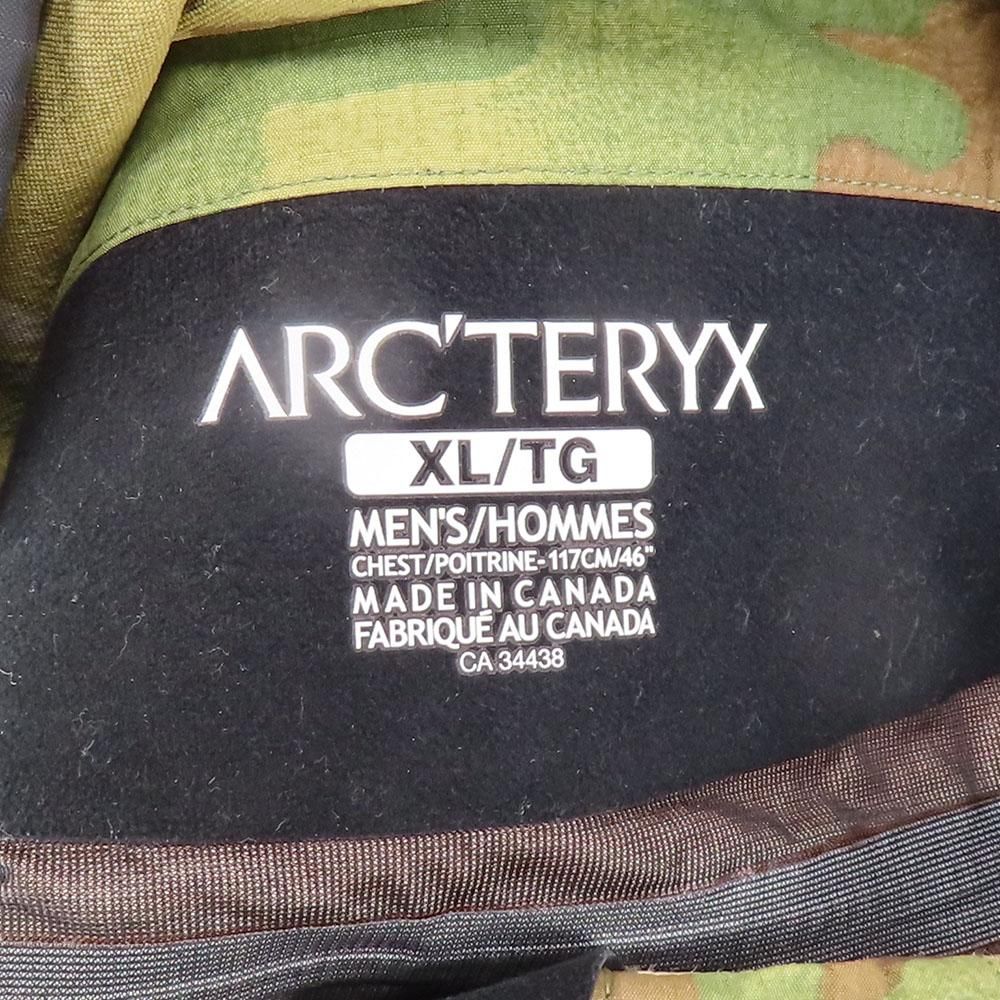 ARC'TERYX
XL/TG
MEN'S/HOMMES
CHEST/POITRINE-117CM/46"
MADE IN CANADA
FABRIQUÉ AU CANADA
CA 34438